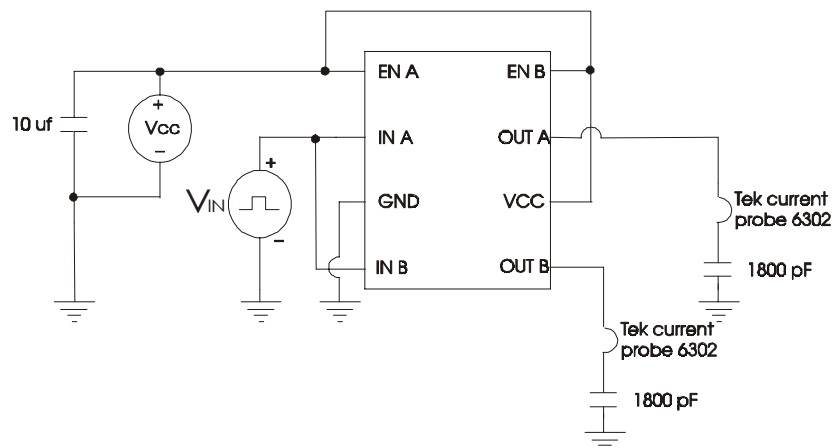 EN A
EN B
10 uf
+
Vcc
−
IN A
OUT A
+
VIN
−
GND
VCC
IN B
OUT B
Tek current
probe 6302
1800 pF
Tek current
probe 6302
1800 pF